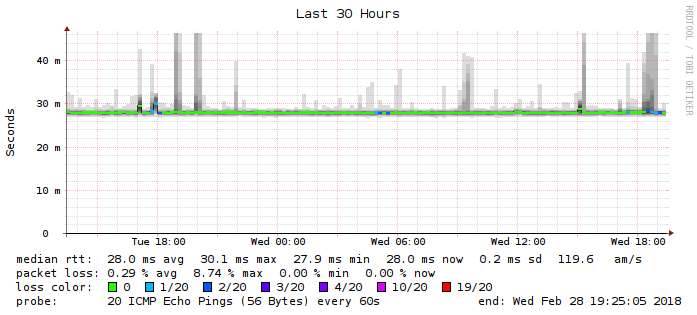 Last 30 Hours
RRDTOOL / TOBI OETIKER
Seconds
40 m
30 m
20 m
10 m
0
Tue 18:00 Wed 00:00 Wed 06:00 Wed 12:00 Wed 18:00
median rtt: 28.0 ms avg 30.1 ms max 27.9 ms min 28.0 ms now 0.2 ms sd 119.6 am/s
packet loss: 0.29 % avg 8.74 % max 0.00 % min 0.00 % now
loss color: 0 1/20 2/20 3/20 4/20 10/20 19/20
probe: 20 ICMP Echo Pings (56 Bytes) every 60s end: Wed Feb 28 19:25:05 2018